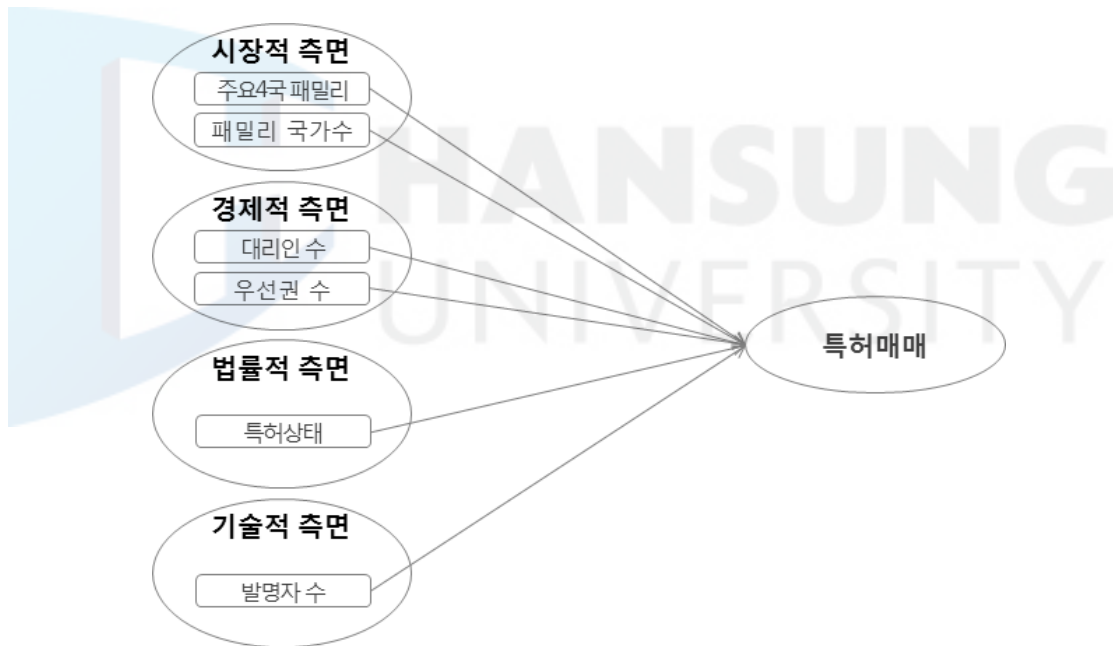 시장적 측면
주요4국 패밀리
패밀리 국가수
경제적 측면
대리인 수
우선권 수
법률적 측면
특허상태
기술적 측면
발명자 수
특허매매
HANSUNG
UNIVERSITY